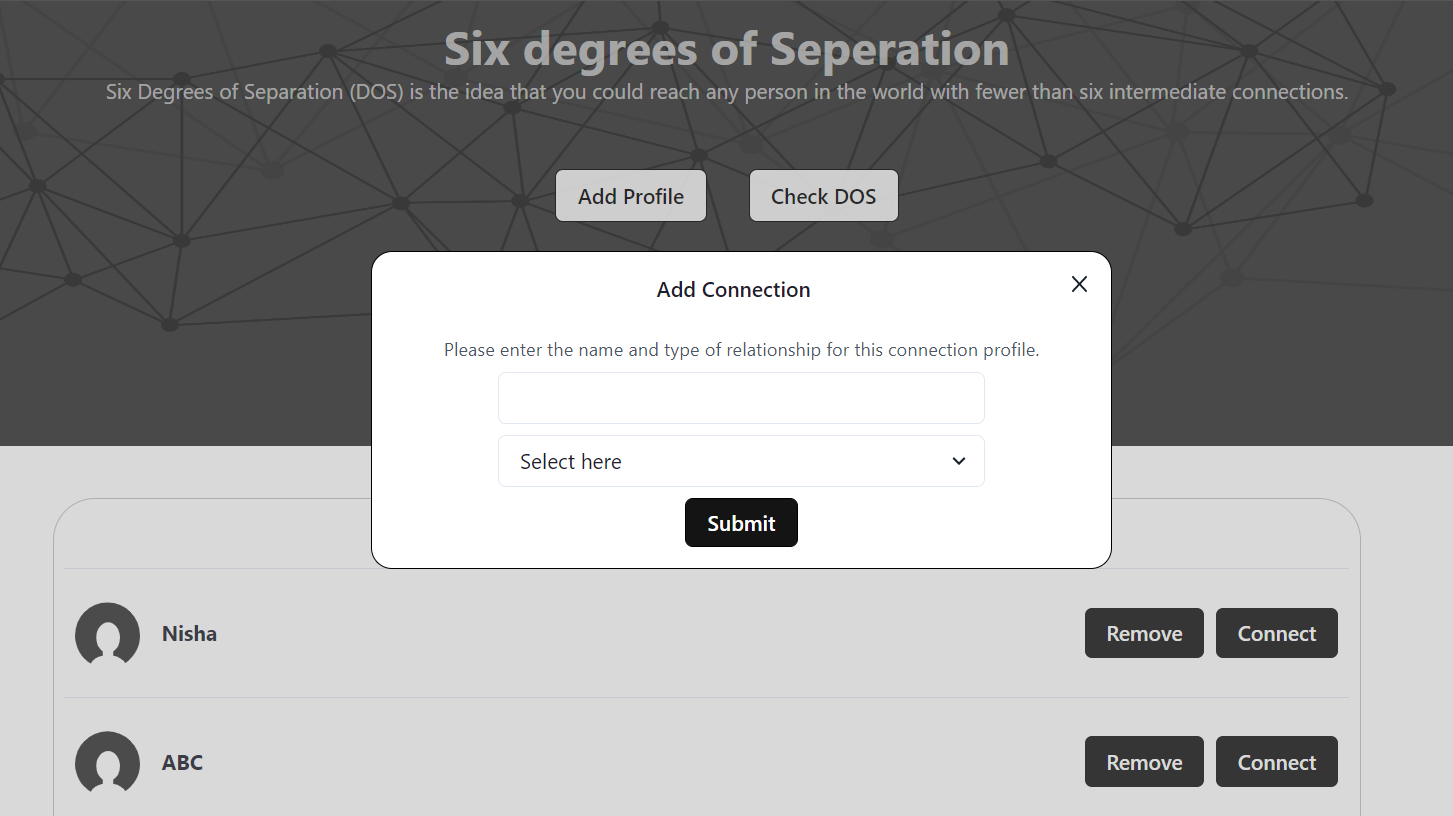 Six degrees of Seperation
Six Degrees of Separation (DOS) is the idea that you could reach any person in the world with fewer than six intermediate connections.
Add Profile
Check DOS
Add Connection
Please enter the name and type of relationship for this connection profile.
Select here
Submit
Nisha
Remove
Connect
ABC
Remove
Connect